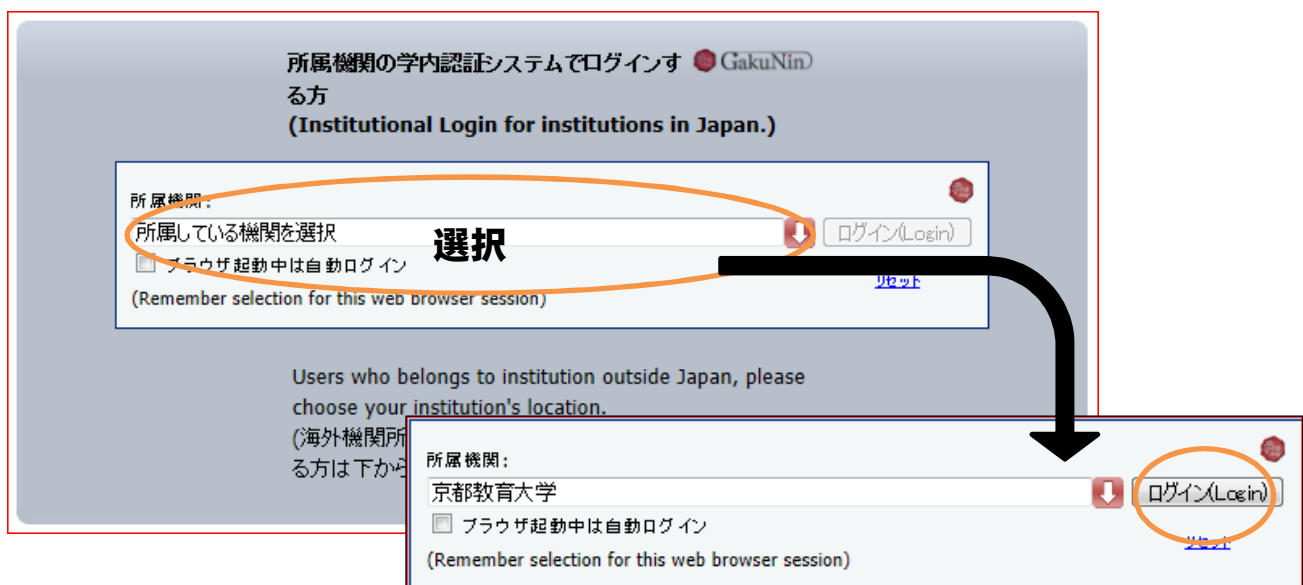 所属機関の学内認証システムでログインす GakuNin
る方
(Institutional Login for institutions in Japan.)
所属機関:
所属している機関を選択
選択
ログイン(Login)
ブラウザ起動中は自動ログイン
リセット
(Remember selection for this web browser session)
Users who belongs to institution outside Japan, please
choose your institution's location.
(海外機関所
る方は下から
所属機関:
京都教育大学
ログイン(Login)
ブラウザ起動中は自動ログイン
リセット
(Remember selection for this web browser session)